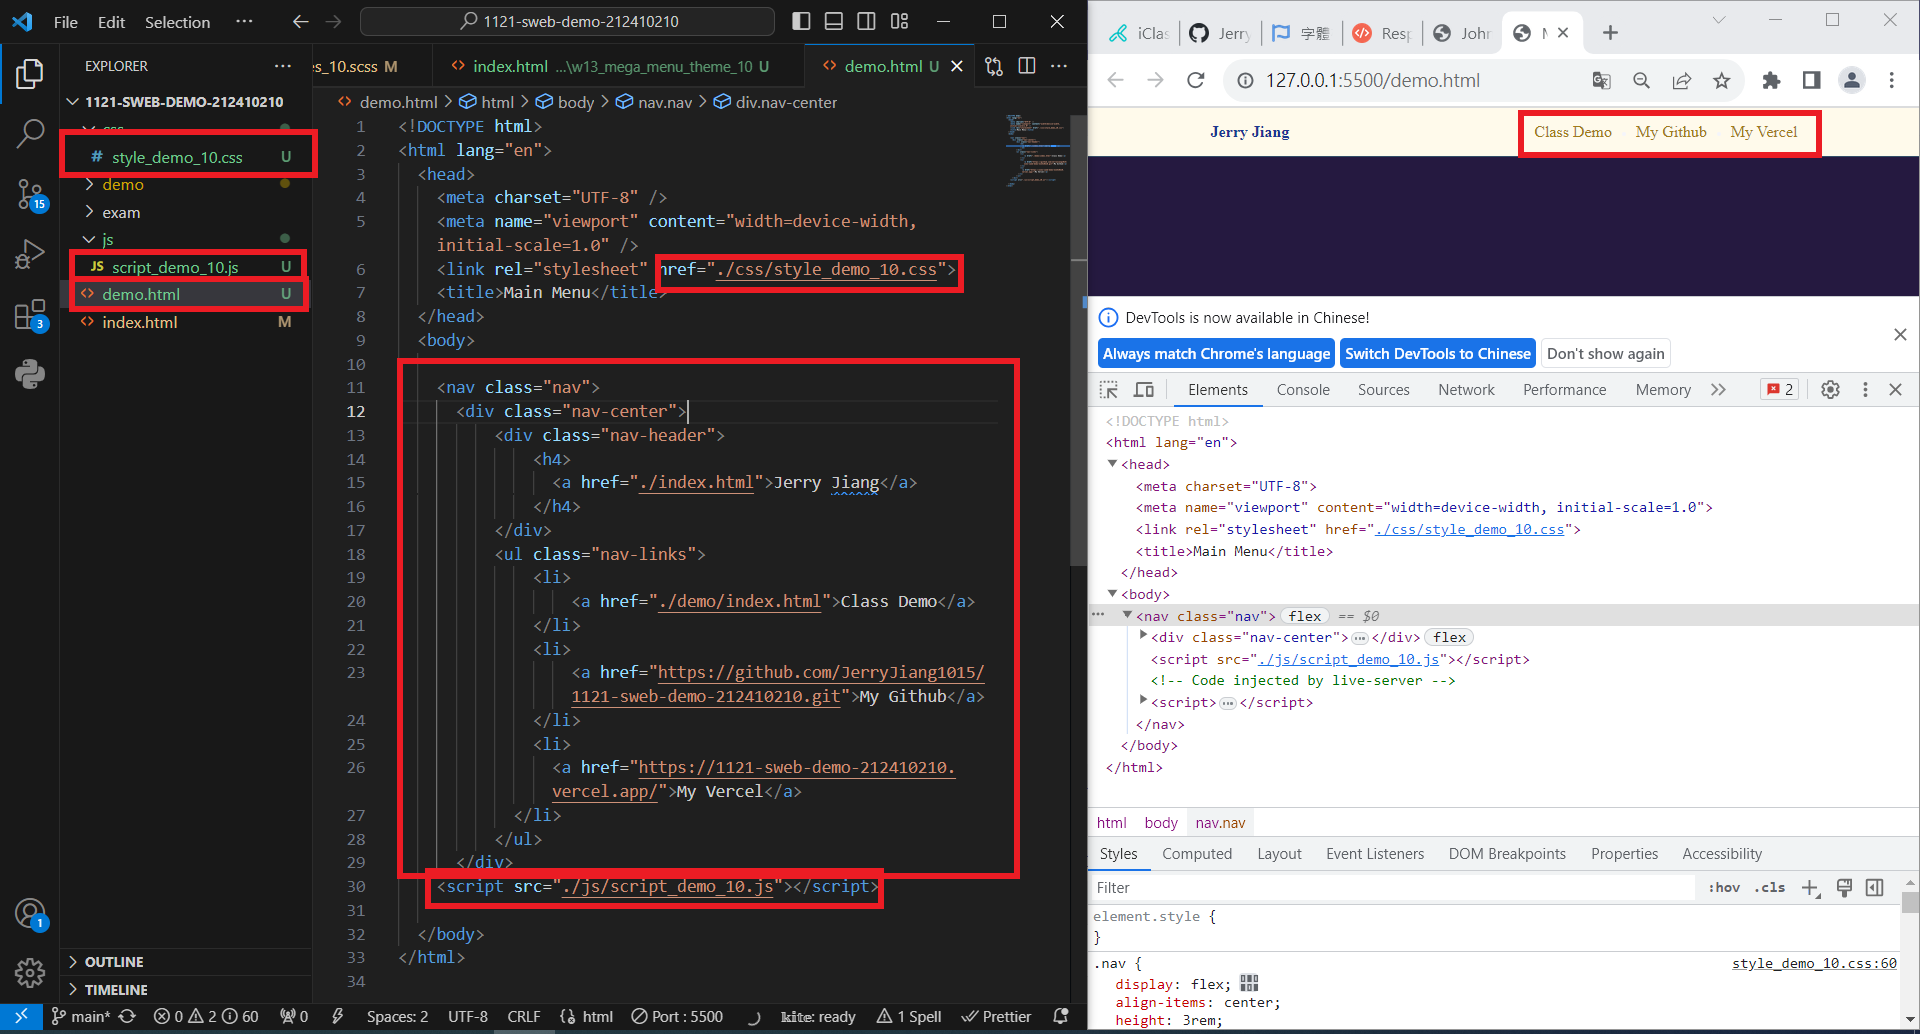 File Edit Selection ··· 1121-sweb-demo-212410210
EXPLORER ···
1121-SWEB-DEMO-212410210
css
# style_demo_10.css U
demo
exam
js
JS script_demo_10.js U
<> demo.html U
<> index.html M
OUTLINE
TIMELINE
15
3
1
es_10.scss M
<> index.html ...\w13_mega_menu_theme_10 U
<> demo.html U
<> demo.html > html > body > nav.nav > div.nav-center
1 <!DOCTYPE html>
2 <html lang="en">
3 <head>
4 <meta charset="UTF-8" />
5 <meta name="viewport" content="width=device-width,
initial-scale=1.0" />
6 <link rel="stylesheet" href="./css/style_demo_10.css">
7 <title>Main Menu</title>
8 </head>
9 <body>
10
11 <nav class="nav">
12 <div class="nav-center">
13 <div class="nav-header">
14 <h4>
15 <a href="./index.html">Jerry Jiang</a>
16 </h4>
17 </div>
18 <ul class="nav-links">
19 <li>
20 <a href="./demo/index.html">Class Demo</a>
21 </li>
22 <li>
23 <a href="https://github.com/JerryJiang1015/
1121-sweb-demo-212410210.git">My Github</a>
24 </li>
25 <li>
26 <a href="https://1121-sweb-demo-212410210.
vercel.app/">My Vercel</a>
27 </li>
28 </ul>
29 </div>
30 <script src="./js/script_demo_10.js"></script>
31
32 </body>
33 </html>
34
main* 0 2 60 0 Spaces: 2 UTF-8 CRLF html Port : 5500 kite: ready 1 Spell Prettier
iClas Jerry 字體 Resp John M
127.0.0.1:5500/demo.html
Jerry Jiang Class Demo My Github My Vercel
DevTools is now available in Chinese!
Always match Chrome's language Switch DevTools to Chinese Don't show again
Elements Console Sources Network Performance Memory 2
<!DOCTYPE html>
<html lang="en">
<head>
<meta charset="UTF-8">
<meta name="viewport" content="width=device-width, initial-scale=1.0">
<link rel="stylesheet" href="./css/style_demo_10.css">
<title>Main Menu</title>
</head>
<body>
<nav class="nav"> flex == $0
<div class="nav-center"> ··· </div> flex
<script src="./js/script_demo_10.js"></script>
<!-- Code injected by live-server -->
<script> ··· </script>
</nav>
</body>
</html>
html body nav.nav
Styles Computed Layout Event Listeners DOM Breakpoints Properties Accessibility
Filter :hov .cls
element.style {
}
.nav { style_demo_10.css:60
display: flex;
align-items: center;
height: 3rem;